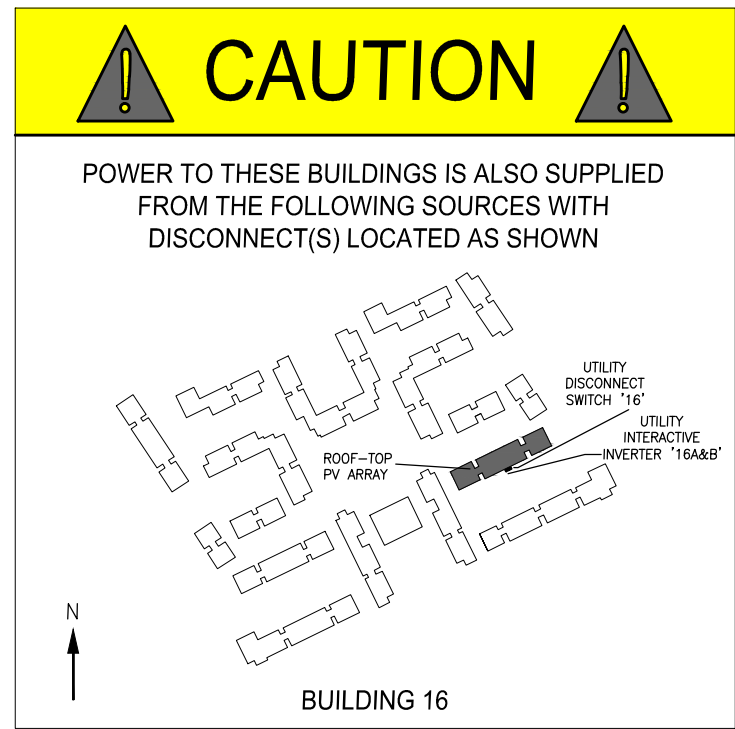 CAUTION
POWER TO THESE BUILDINGS IS ALSO SUPPLIED
FROM THE FOLLOWING SOURCES WITH
DISCONNECT(S) LOCATED AS SHOWN
UTILITY
DISCONNECT
SWITCH '16'
UTILITY
INTERACTIVE
INVERTER '16A&B'
ROOF-TOP
PV ARRAY
N
BUILDING 16